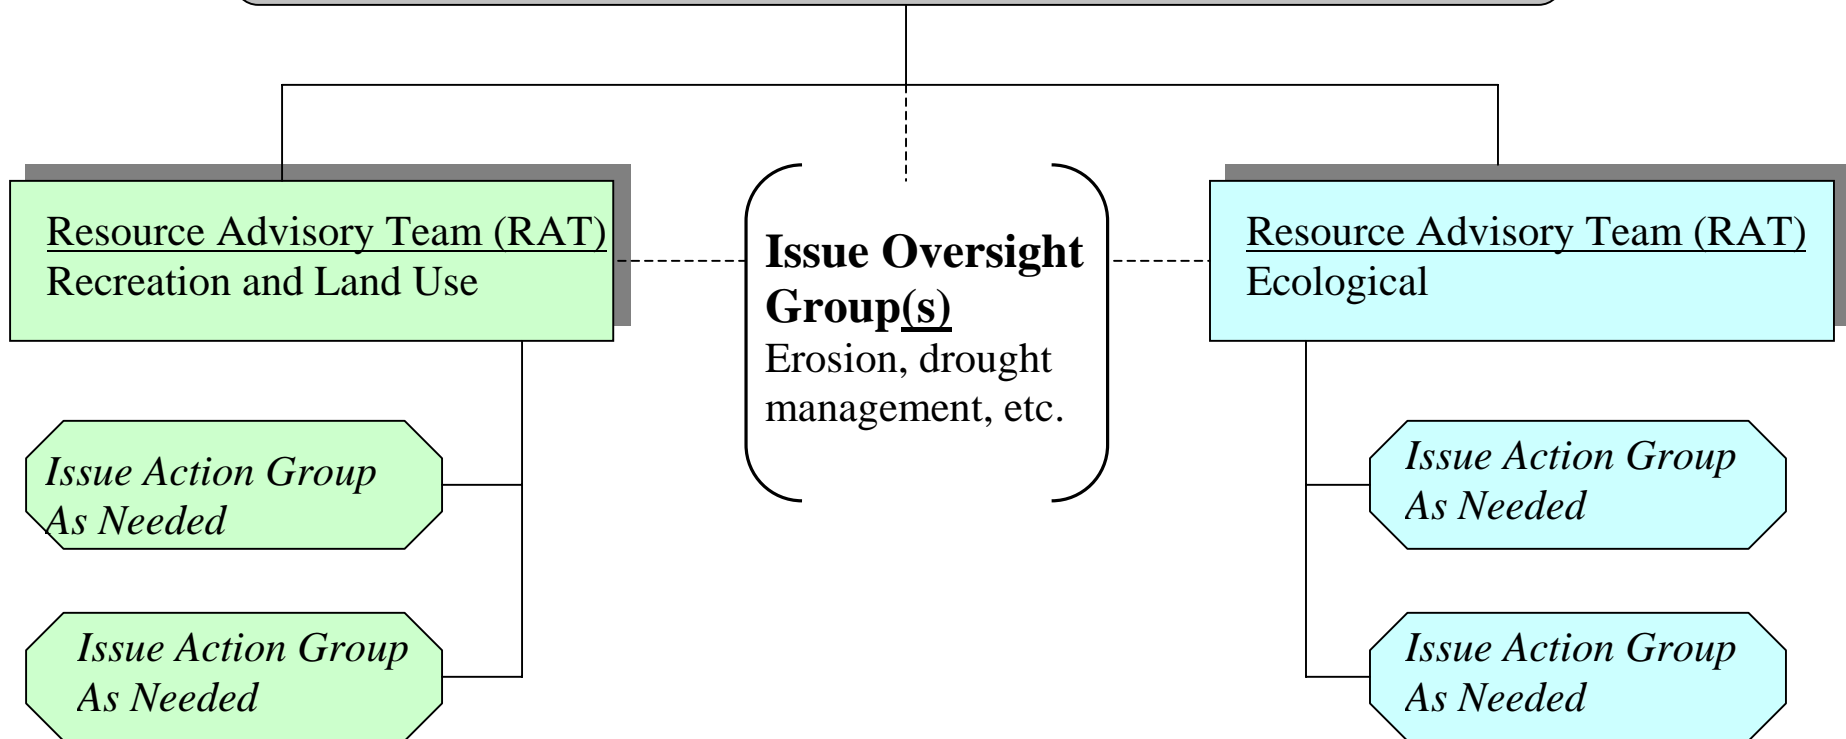 Resource Advisory Team (RAT)
Recreation and Land Use
Issue Oversight
Group(s)
Erosion, drought
management, etc.
Resource Advisory Team (RAT)
Ecological
Issue Action Group
As Needed
Issue Action Group
As Needed
Issue Action Group
As Needed
Issue Action Group
As Needed